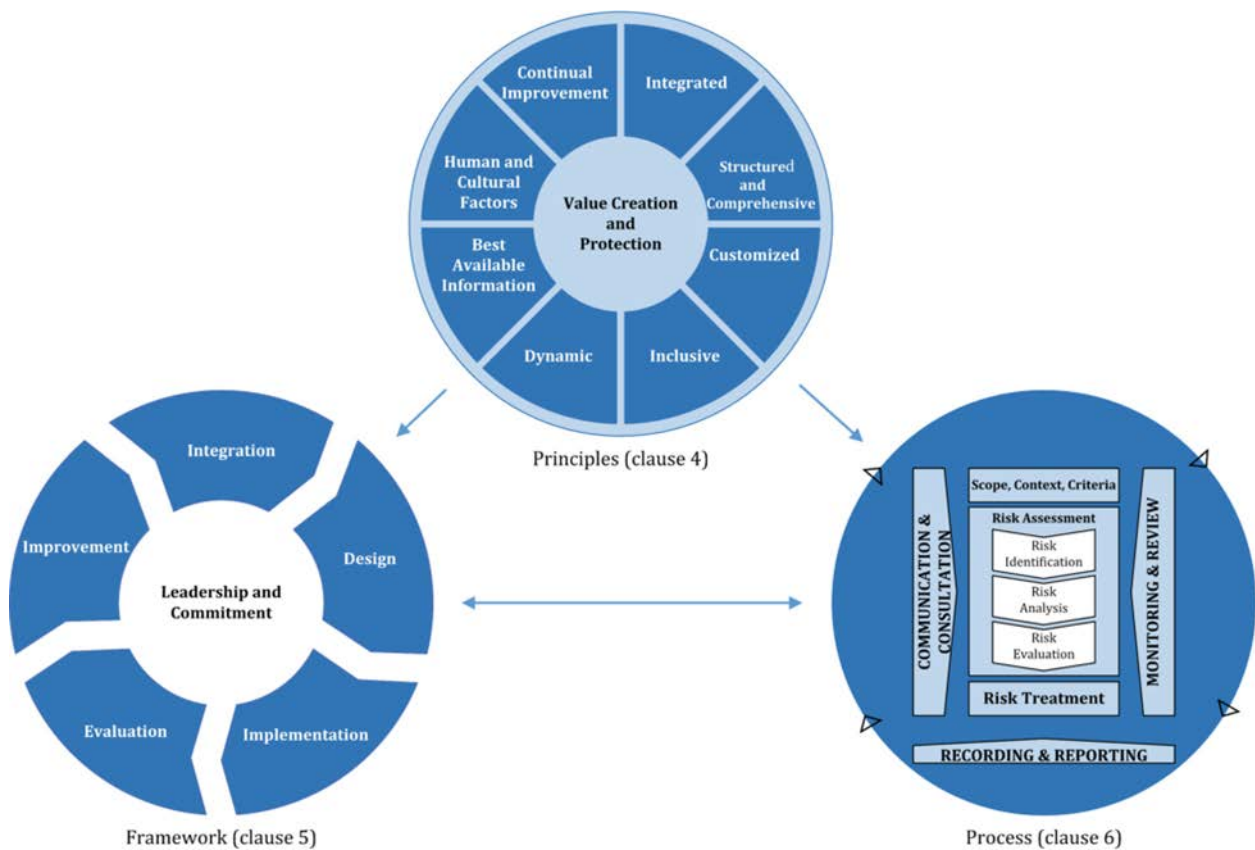 Continual
Improvement
Integrated
Structured
and
Comprehensive
Customized
Inclusive
Dynamic
Best
Available
Information
Human and
Cultural
Factors
Value Creation
and
Protection
Principles (clause 4)
Integration
Design
Implementation
Evaluation
Improvement
Leadership and
Commitment
Framework (clause 5)
Scope, Context, Criteria
Risk Assessment
Risk
Identification
Risk
Analysis
Risk
Evaluation
Risk Treatment
COMMUNICATION &
CONSULTATION
MONITORING & REVIEW
RECORDING & REPORTING
Process (clause 6)